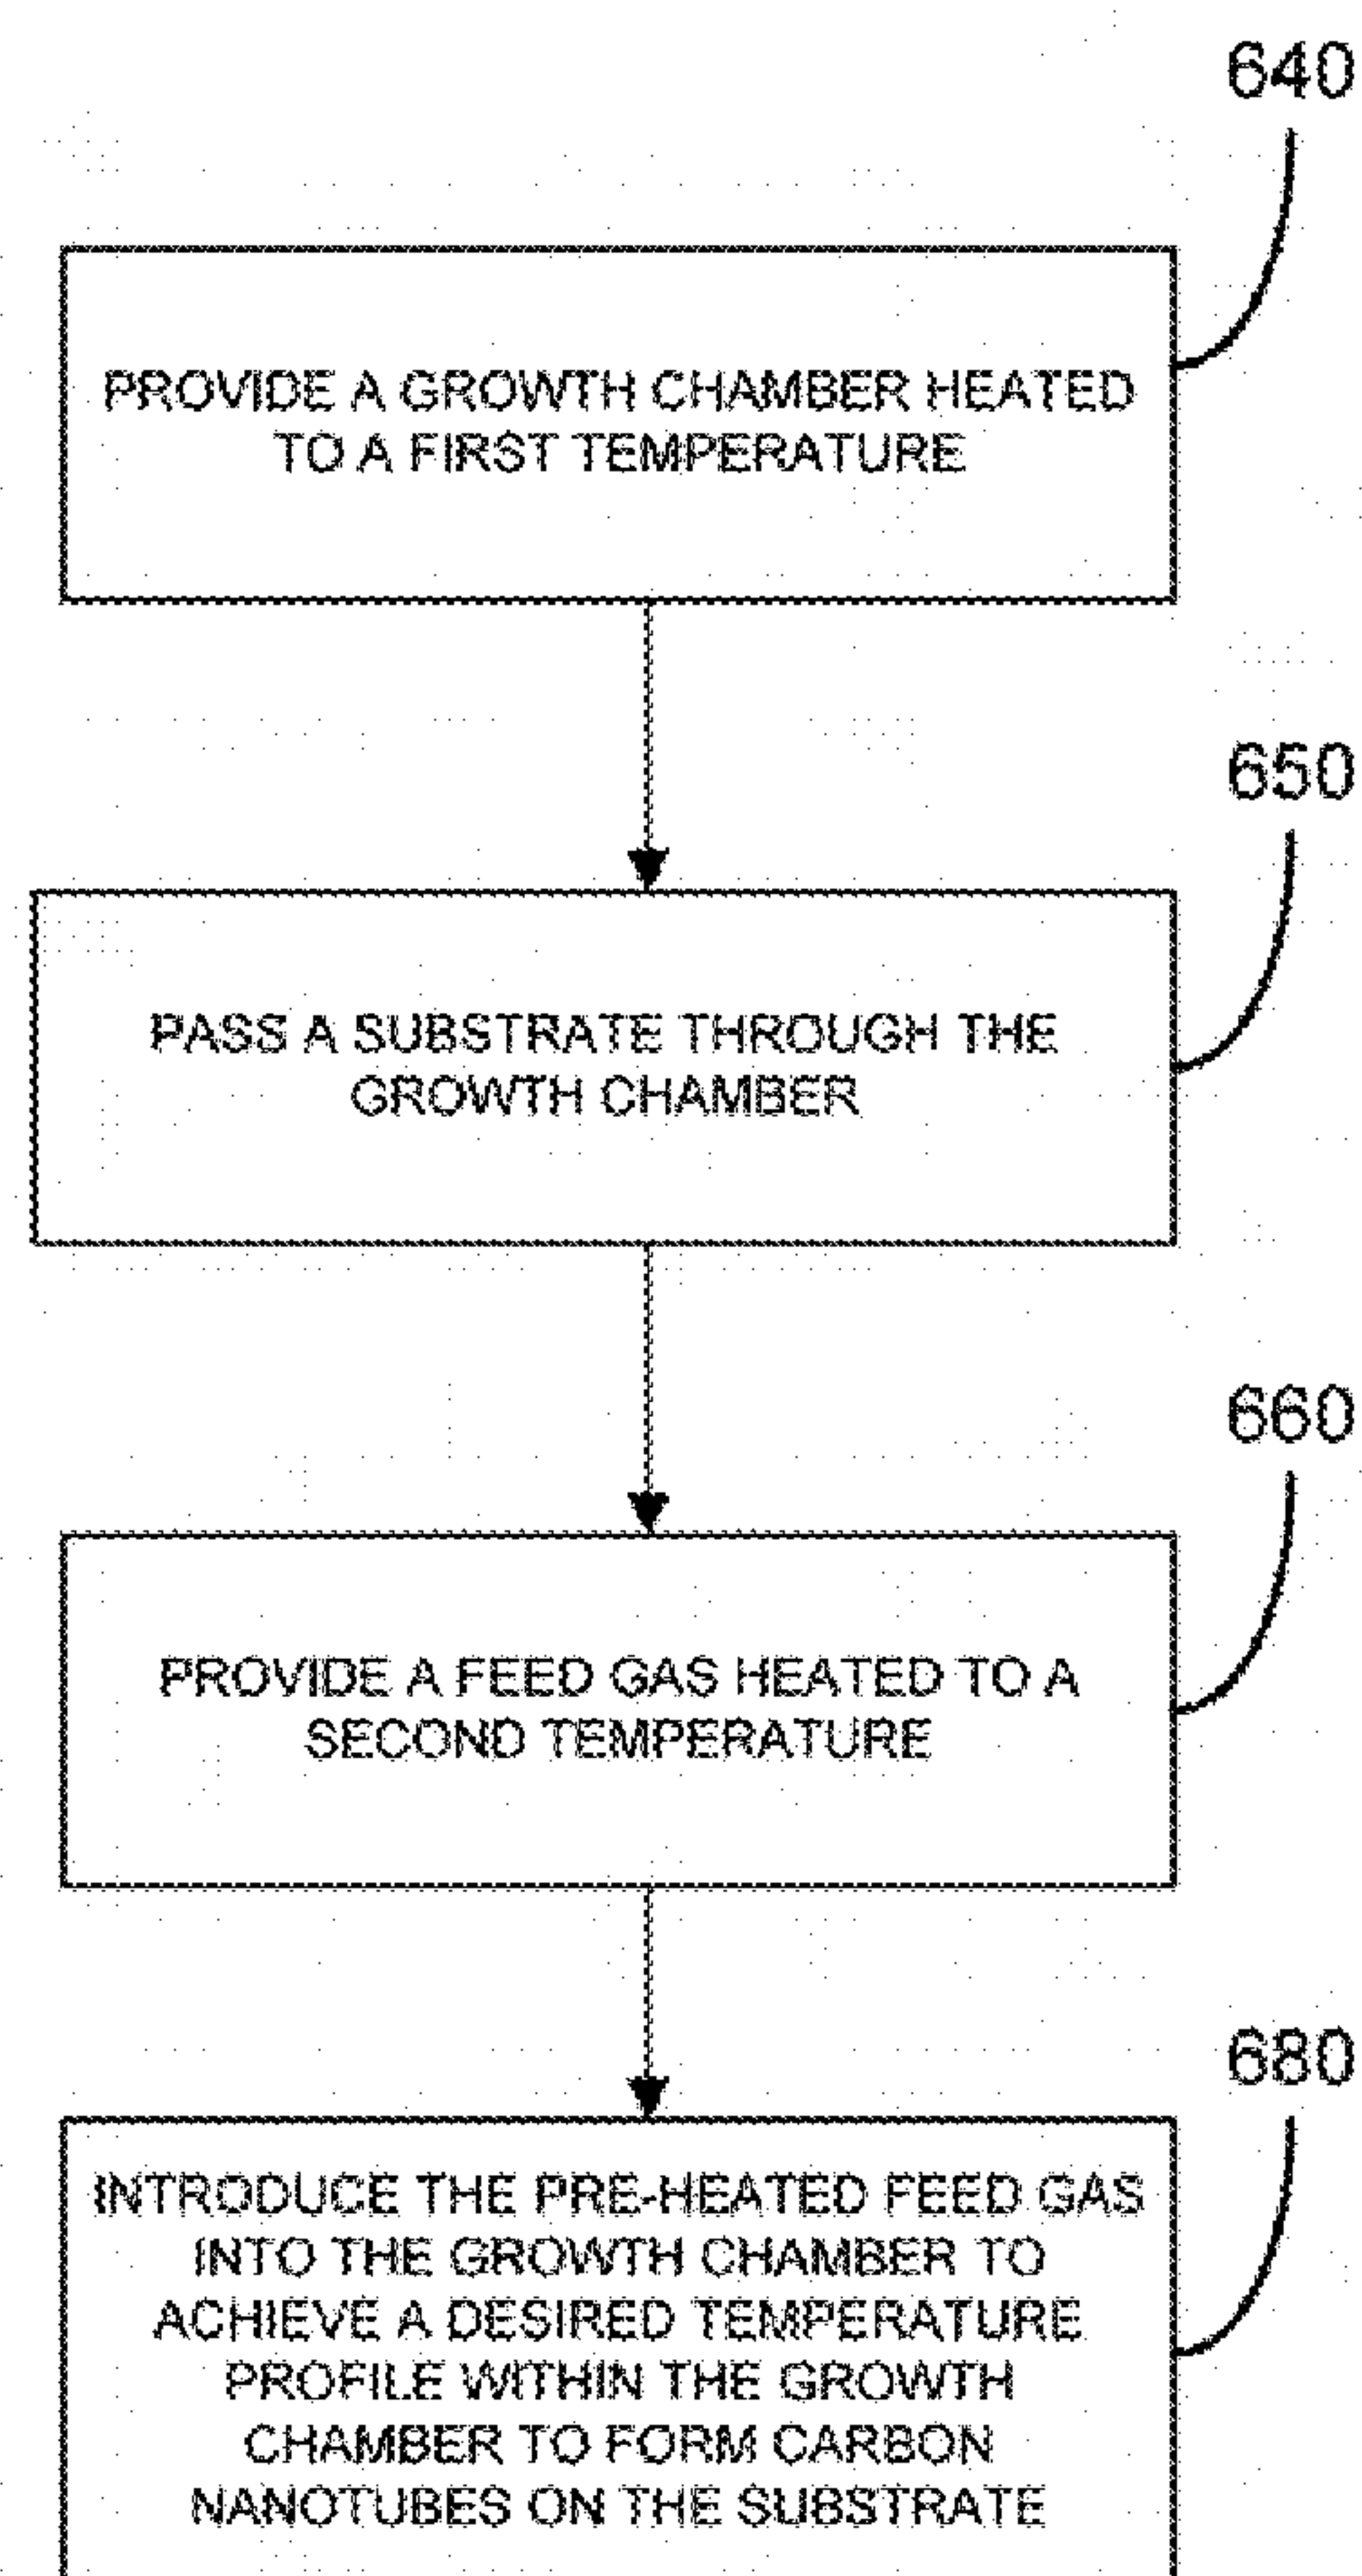 640
PROVIDE A GROWTH CHAMBER HEATED
TO A FIRST TEMPERATURE
650
PASS A SUBSTRATE THROUGH THE
GROWTH CHAMBER
660
PROVIDE A FEED GAS HEATED TO A
SECOND TEMPERATURE
680
INTRODUCE THE PRE-HEATED FEED GAS
INTO THE GROWTH CHAMBER TO
ACHIEVE A DESIRED TEMPERATURE
PROFILE WITHIN THE GROWTH
CHAMBER TO FORM CARBON
NANOTUBES ON THE SUBSTRATE